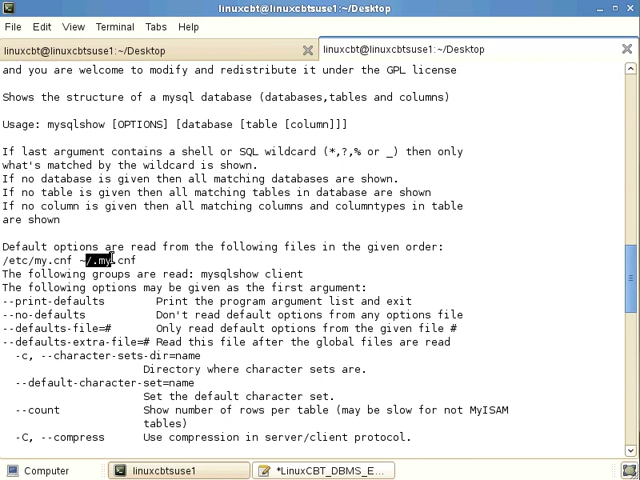 linuxcbt@linuxcbtsuse1:~/Desktop
File Edit View Terminal Tabs Help
linuxcbt@linuxcbtsuse1:~/Desktop
linuxcbt@linuxcbtsuse1:~/Desktop
and you are welcome to modify and redistribute it under the GPL license
Shows the structure of a mysql database (databases,tables and columns)
Usage: mysqlshow [OPTIONS] [database [table [column]]]
If last argument contains a shell or SQL wildcard (*,?,% or _) then only
what's matched by the wildcard is shown.
If no database is given then all matching databases are shown.
If no table is given then all matching tables in database are shown
If no column is given then all matching columns and columntypes in table
are shown
Default options are read from the following files in the given order:
/etc/my.cnf ~/.my.cnf
The following groups are read: mysqlshow client
The following options may be given as the first argument:
--print-defaults Print the program argument list and exit
--no-defaults Don't read default options from any options file
--defaults-file=# Only read default options from the given file #
--defaults-extra-file=# Read this file after the global files are read
-c, --character-sets-dir=name
Directory where character sets are.
--default-character-set=name
Set the default character set.
--count Show number of rows per table (may be slow for not MyISAM
tables)
-C, --compress Use compression in server/client protocol.
Computer linuxcbtsuse1 *LinuxCBT_DBMS_E...